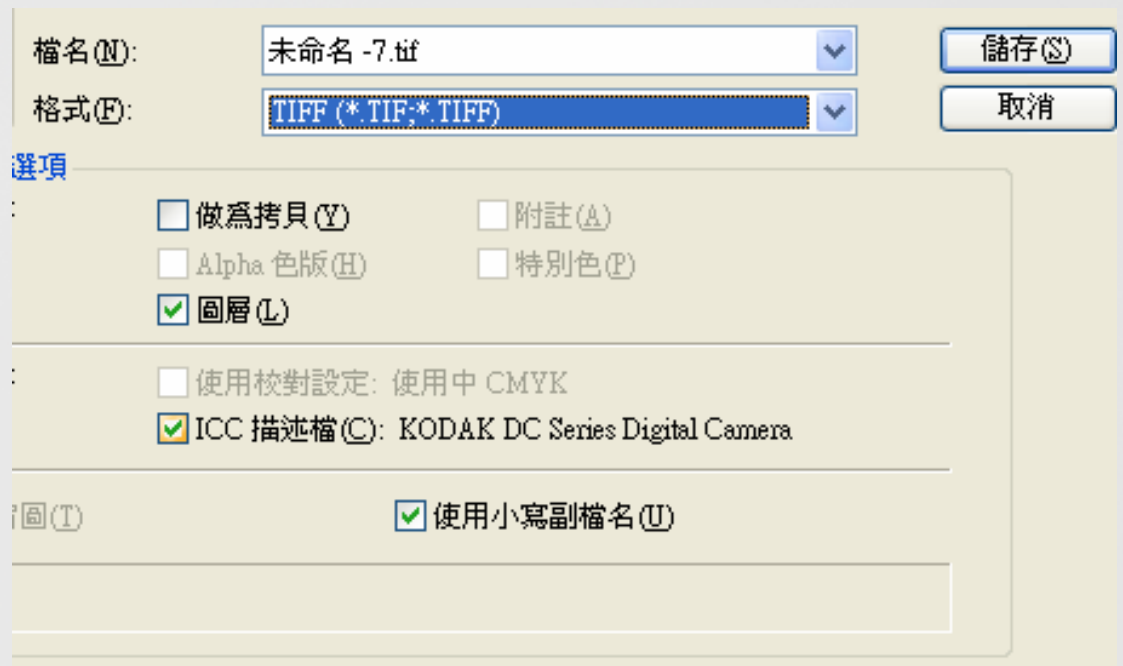 檔名(N): 未命名 -7.tif 儲存(S)
格式(F): TIFF (*.TIF;*.TIFF) 取消
選項
: 做為拷貝(Y) 附註(A)
Alpha 色版(H) 特別色(P)
圖層(L)
: 使用校對設定: 使用中 CMYK
ICC 描述檔(C): KODAK DC Series Digital Camera
圖(T) 使用小寫副檔名(U)